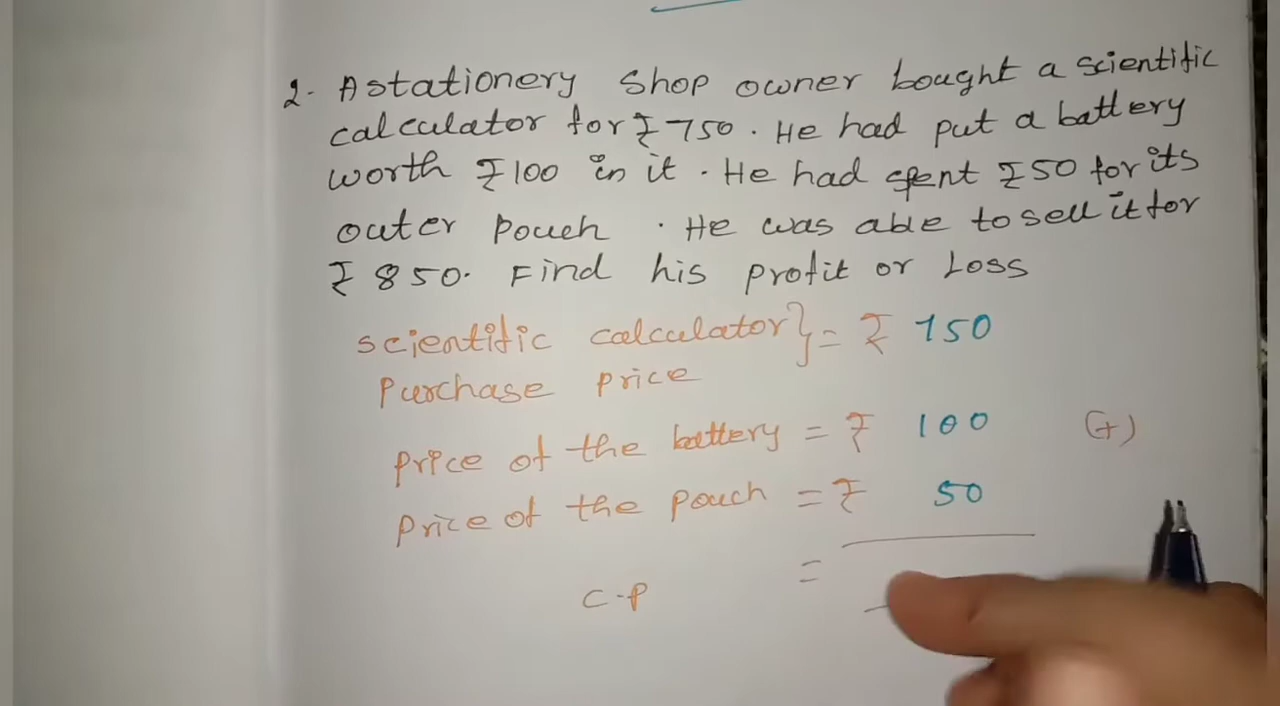 2. A stationery shop owner bought a scientific
calculator for ₹750. He had put a battery
worth ₹100 in it. He had spent ₹50 for its
outer pouch. He was able to sell it for
₹850. Find his profit or Loss
scientific calculator} = ₹ 750
Purchase price
Price of the battery = ₹ 100 (+)
Price of the pouch = ₹ 50
C.P =